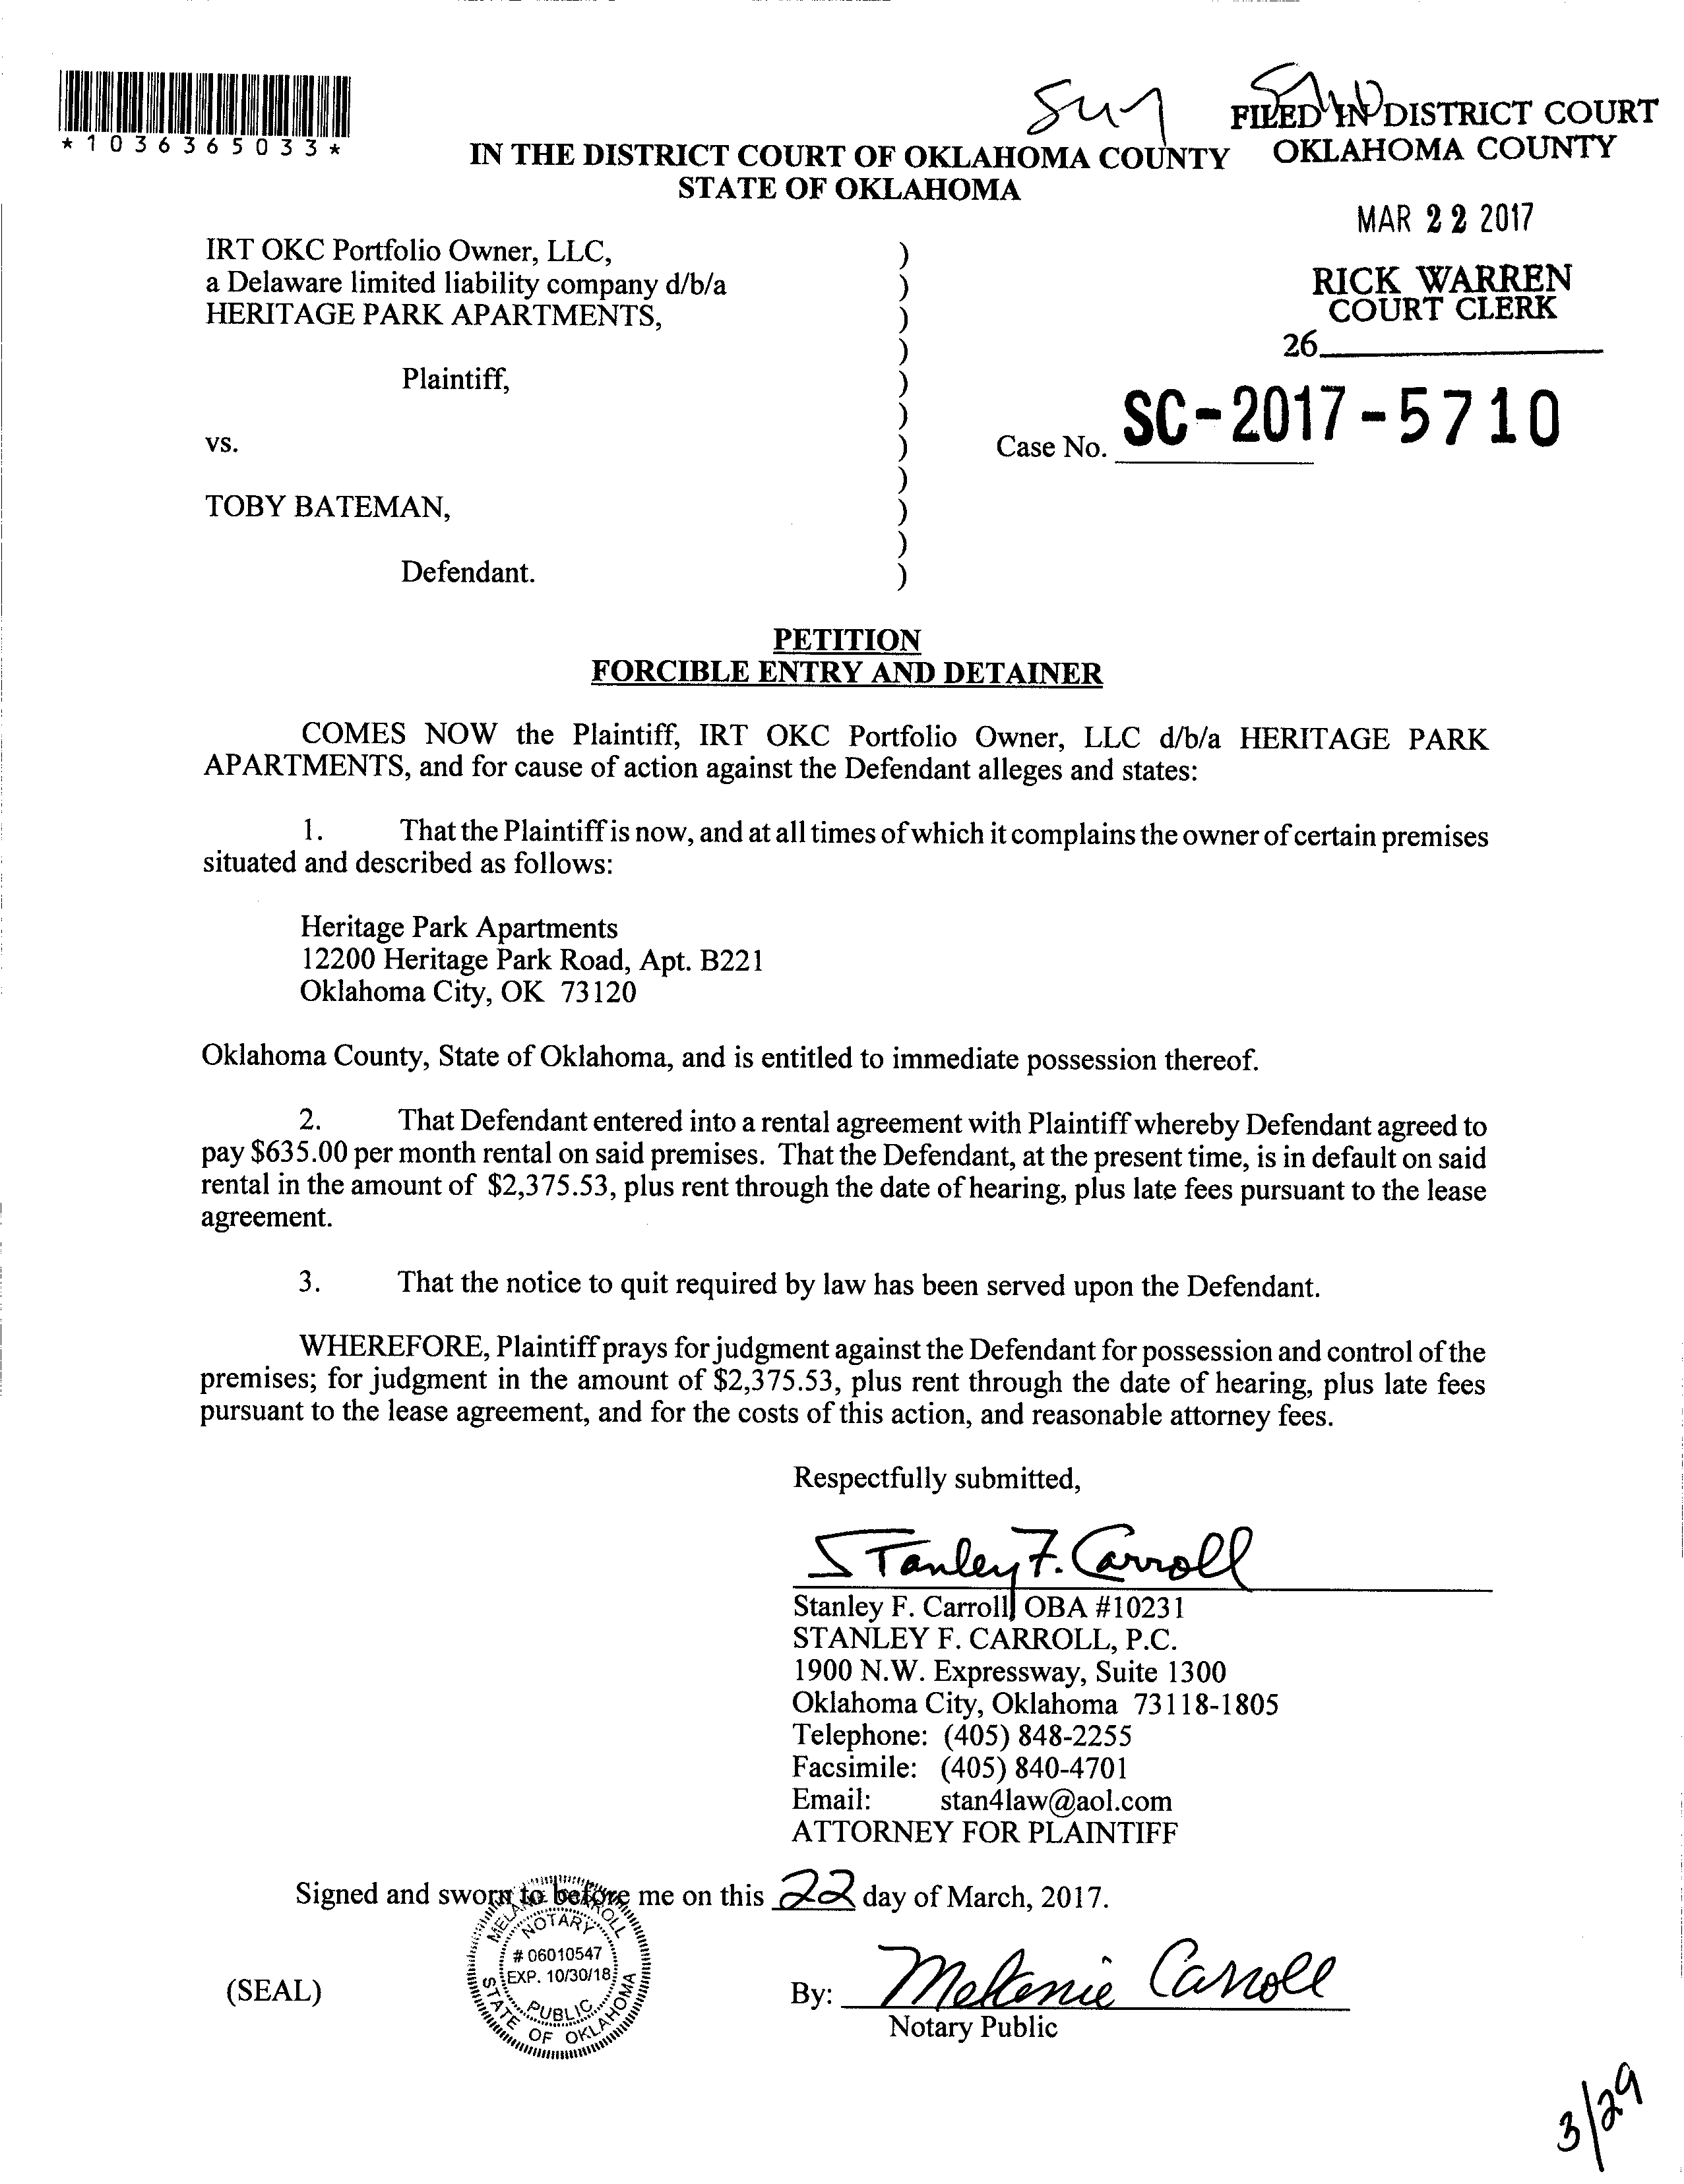 *1036365033*
FILED IN DISTRICT COURT
OKLAHOMA COUNTY
IN THE DISTRICT COURT OF OKLAHOMA COUNTY
STATE OF OKLAHOMA
MAR 22 2017
RICK WARREN
COURT CLERK
26
IRT OKC Portfolio Owner, LLC,
a Delaware limited liability company d/b/a
HERITAGE PARK APARTMENTS,
Plaintiff,
vs.
TOBY BATEMAN,
Defendant.
)
)
)
)
)
)
)
)
)
)
)
Case No. SC-2017-5710
PETITION
FORCIBLE ENTRY AND DETAINER
COMES NOW the Plaintiff, IRT OKC Portfolio Owner, LLC d/b/a HERITAGE PARK
APARTMENTS, and for cause of action against the Defendant alleges and states:
1. That the Plaintiff is now, and at all times of which it complains the owner of certain premises
situated and described as follows:
Heritage Park Apartments
12200 Heritage Park Road, Apt. B221
Oklahoma City, OK 73120
Oklahoma County, State of Oklahoma, and is entitled to immediate possession thereof.
2. That Defendant entered into a rental agreement with Plaintiff whereby Defendant agreed to
pay $635.00 per month rental on said premises. That the Defendant, at the present time, is in default on said
rental in the amount of $2,375.53, plus rent through the date of hearing, plus late fees pursuant to the lease
agreement.
3. That the notice to quit required by law has been served upon the Defendant.
WHEREFORE, Plaintiff prays for judgment against the Defendant for possession and control of the
premises; for judgment in the amount of $2,375.53, plus rent through the date of hearing, plus late fees
pursuant to the lease agreement, and for the costs of this action, and reasonable attorney fees.
Respectfully submitted,
Stanley F. Carroll
Stanley F. Carroll, OBA #10231
STANLEY F. CARROLL, P.C.
1900 N.W. Expressway, Suite 1300
Oklahoma City, Oklahoma 73118-1805
Telephone: (405) 848-2255
Facsimile: (405) 840-4701
Email: stan4law@aol.com
ATTORNEY FOR PLAINTIFF
Signed and sworn to before me on this 22 day of March, 2017.
(SEAL)
MELANIE CARROLL
NOTARY
# 06010547
EXP. 10/30/18
PUBLIC
STATE OF OKLAHOMA
By: Melanie Carroll
Notary Public
3/29